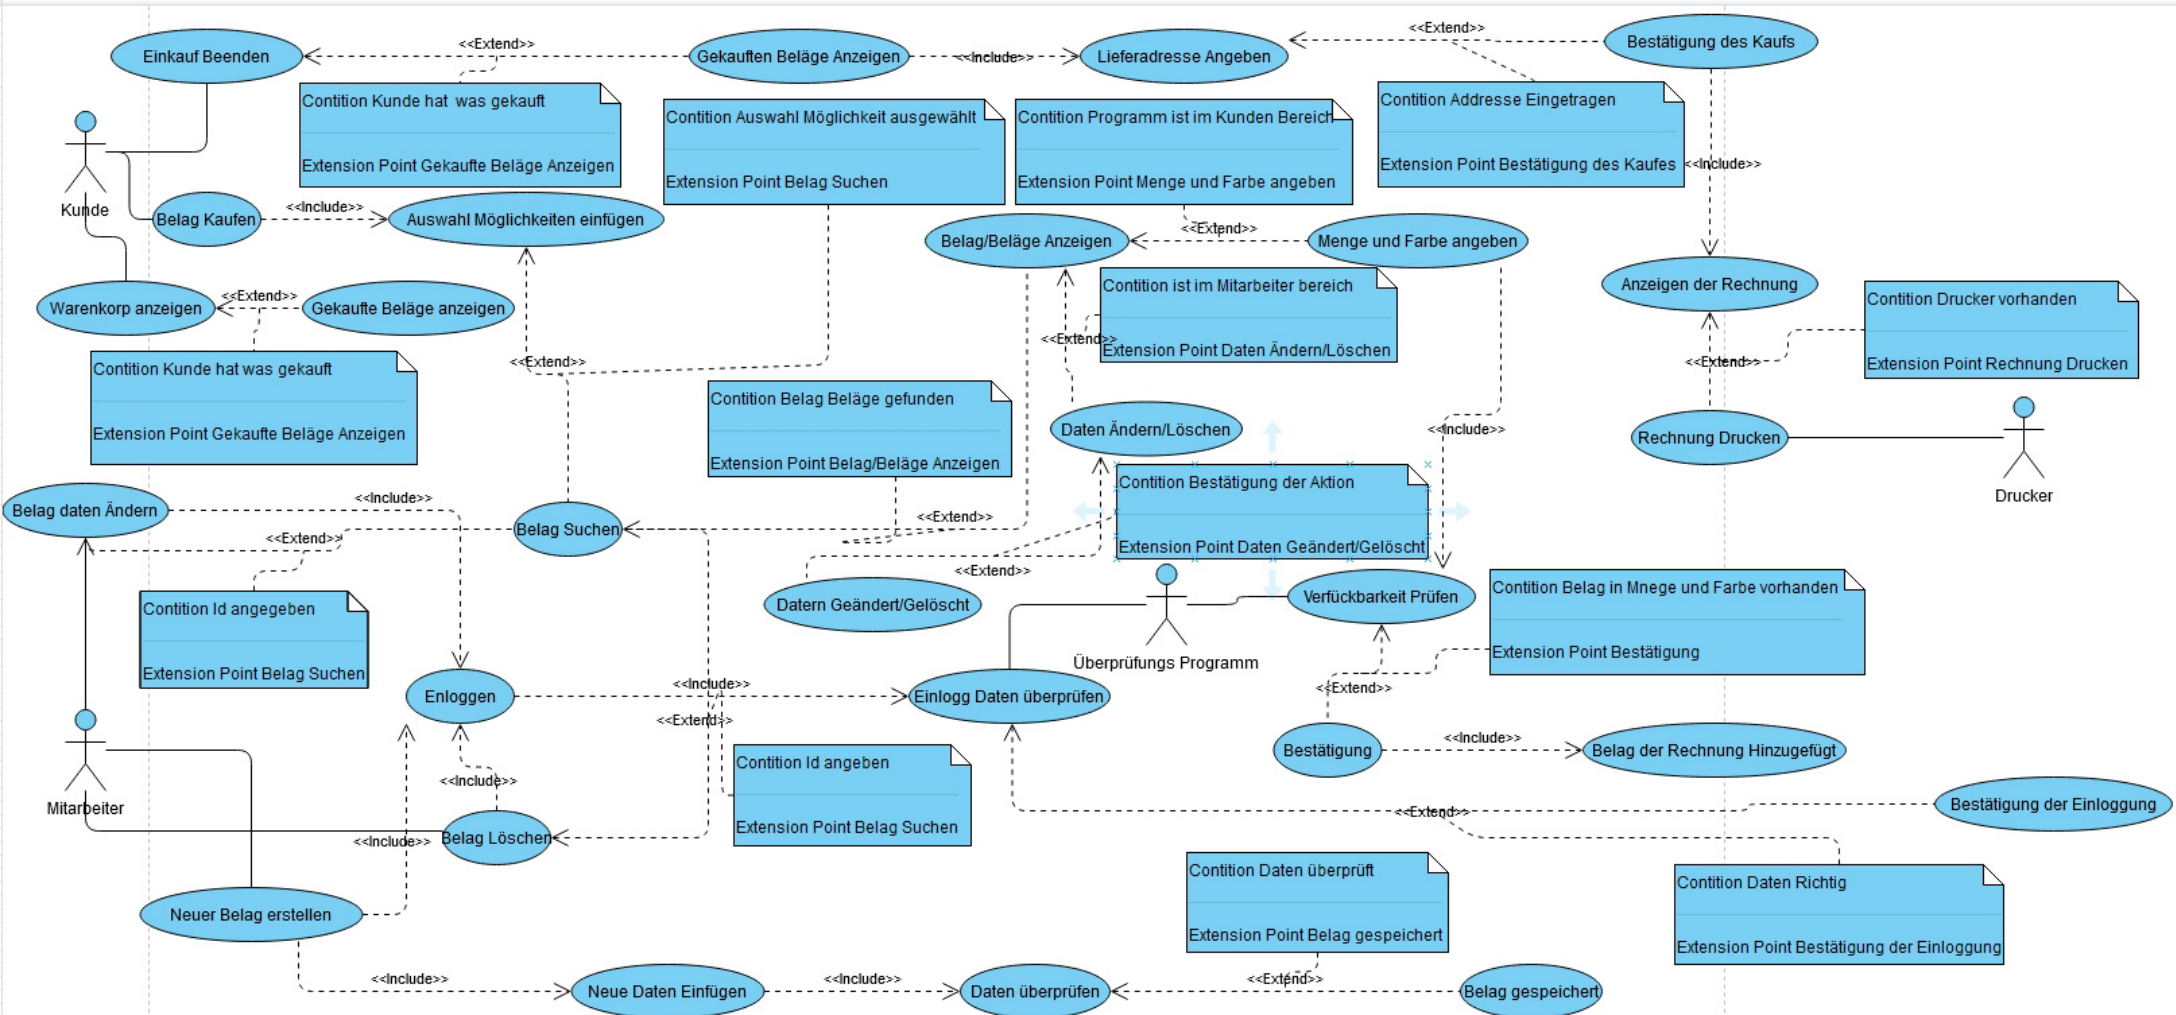 Einkauf Beenden
<<Extend>>
Gekauften Beläge Anzeigen
<<Include>>
Lieferadresse Angeben
<<Extend>>
Bestätigung des Kaufs
Contition Kunde hat  was gekauft
Extension Point Gekaufte Beläge Anzeigen
Contition Auswahl Möglichkeit ausgewählt
Extension Point Belag Suchen
Contition Programm ist im Kunden Bereich
Extension Point Menge und Farbe angeben
Contition Addresse Eingetragen
Extension Point Bestätigung des Kaufes
<<Include>>
Kunde
Belag Kaufen
<<Include>>
Auswahl Möglichkeiten einfügen
Belag/Beläge Anzeigen
<<Extend>>
Menge und Farbe angeben
Warenkorp anzeigen
<<Extend>>
Gekaufte Beläge anzeigen
Contition ist im Mitarbeiter bereich
Extension Point Daten Ändern/Löschen
<<Extend>>
Anzeigen der Rechnung
Contition Drucker vorhanden
Extension Point Rechnung Drucken
<<Extend>>
<<Extend>>
Contition Kunde hat was gekauft
Extension Point Gekaufte Beläge Anzeigen
Contition Belag Beläge gefunden
Extension Point Belag/Beläge Anzeigen
Daten Ändern/Löschen
<<Include>>
Rechnung Drucken
Drucker
Belag daten Ändern
<<Include>>
<<Extend>>
Belag Suchen
<<Extend>>
Contition Bestätigung der Aktion
Extension Point Daten Geändert/Gelöscht
<<Extend>>
Contition Id angegeben
Extension Point Belag Suchen
Datern Geändert/Gelöscht
Überprüfungs Programm
Verfückbarkeit Prüfen
Contition Belag in Mnege und Farbe vorhanden
Extension Point Bestätigung
<<Extend>>
Enloggen
<<Include>>
<<Extend>>
Einlogg Daten überprüfen
Bestätigung
<<Include>>
Belag der Rechnung Hinzugefügt
Mitarbeiter
<<Include>>
Contition Id angeben
Extension Point Belag Suchen
<<Extend>>
Bestätigung der Einloggung
<<Include>>
Belag Löschen
Contition Daten überprüft
Extension Point Belag gespeichert
Contition Daten Richtig
Extension Point Bestätigung der Einloggung
Neuer Belag erstellen
<<Include>>
Neue Daten Einfügen
<<Include>>
Daten überprüfen
<<Extend>>
Belag gespeichert